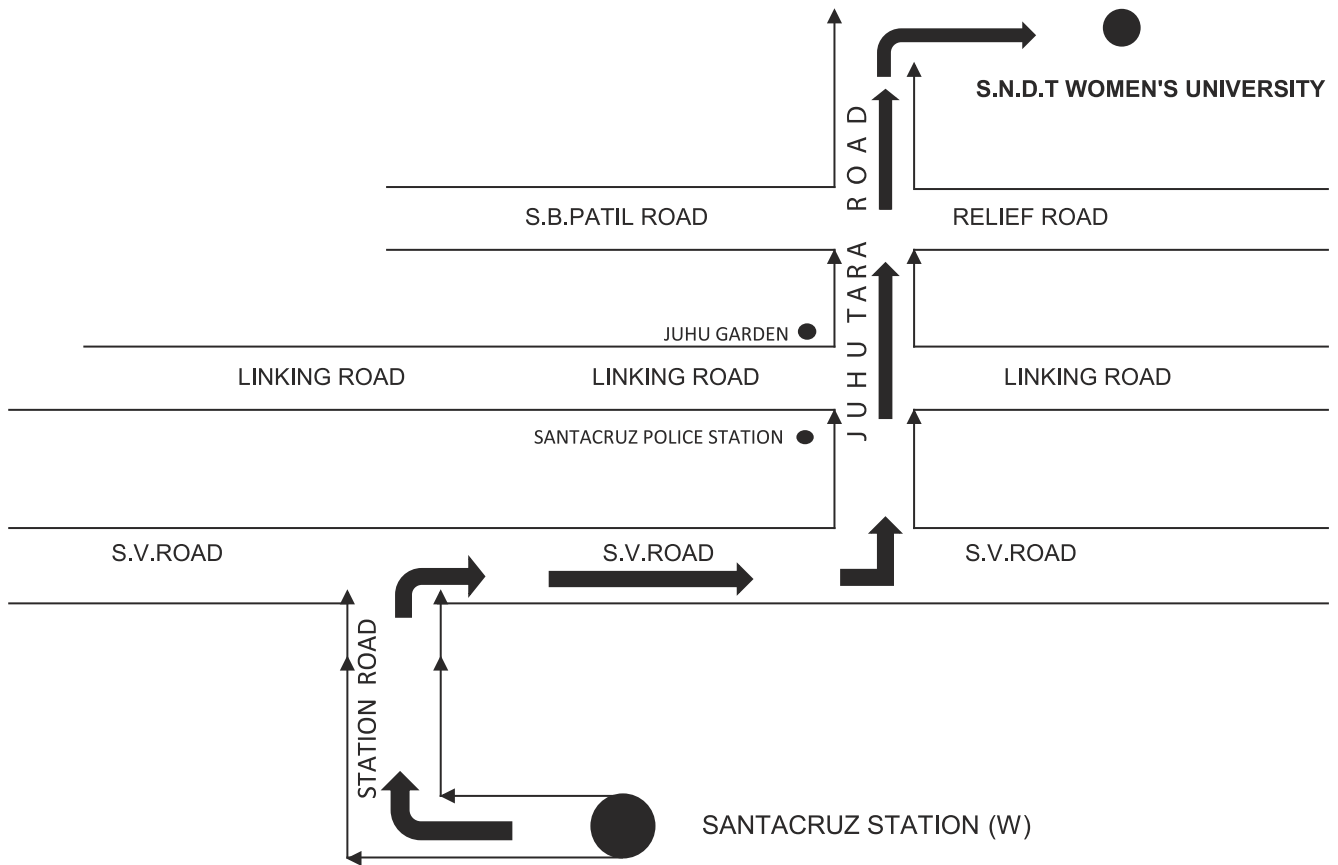 S.N.D.T WOMEN'S UNIVERSITY
JUHU TARA ROAD
S.B.PATIL ROAD
RELIEF ROAD
JUHU GARDEN
LINKING ROAD
LINKING ROAD
LINKING ROAD
SANTACRUZ POLICE STATION
S.V.ROAD
S.V.ROAD
S.V.ROAD
STATION ROAD
SANTACRUZ STATION (W)